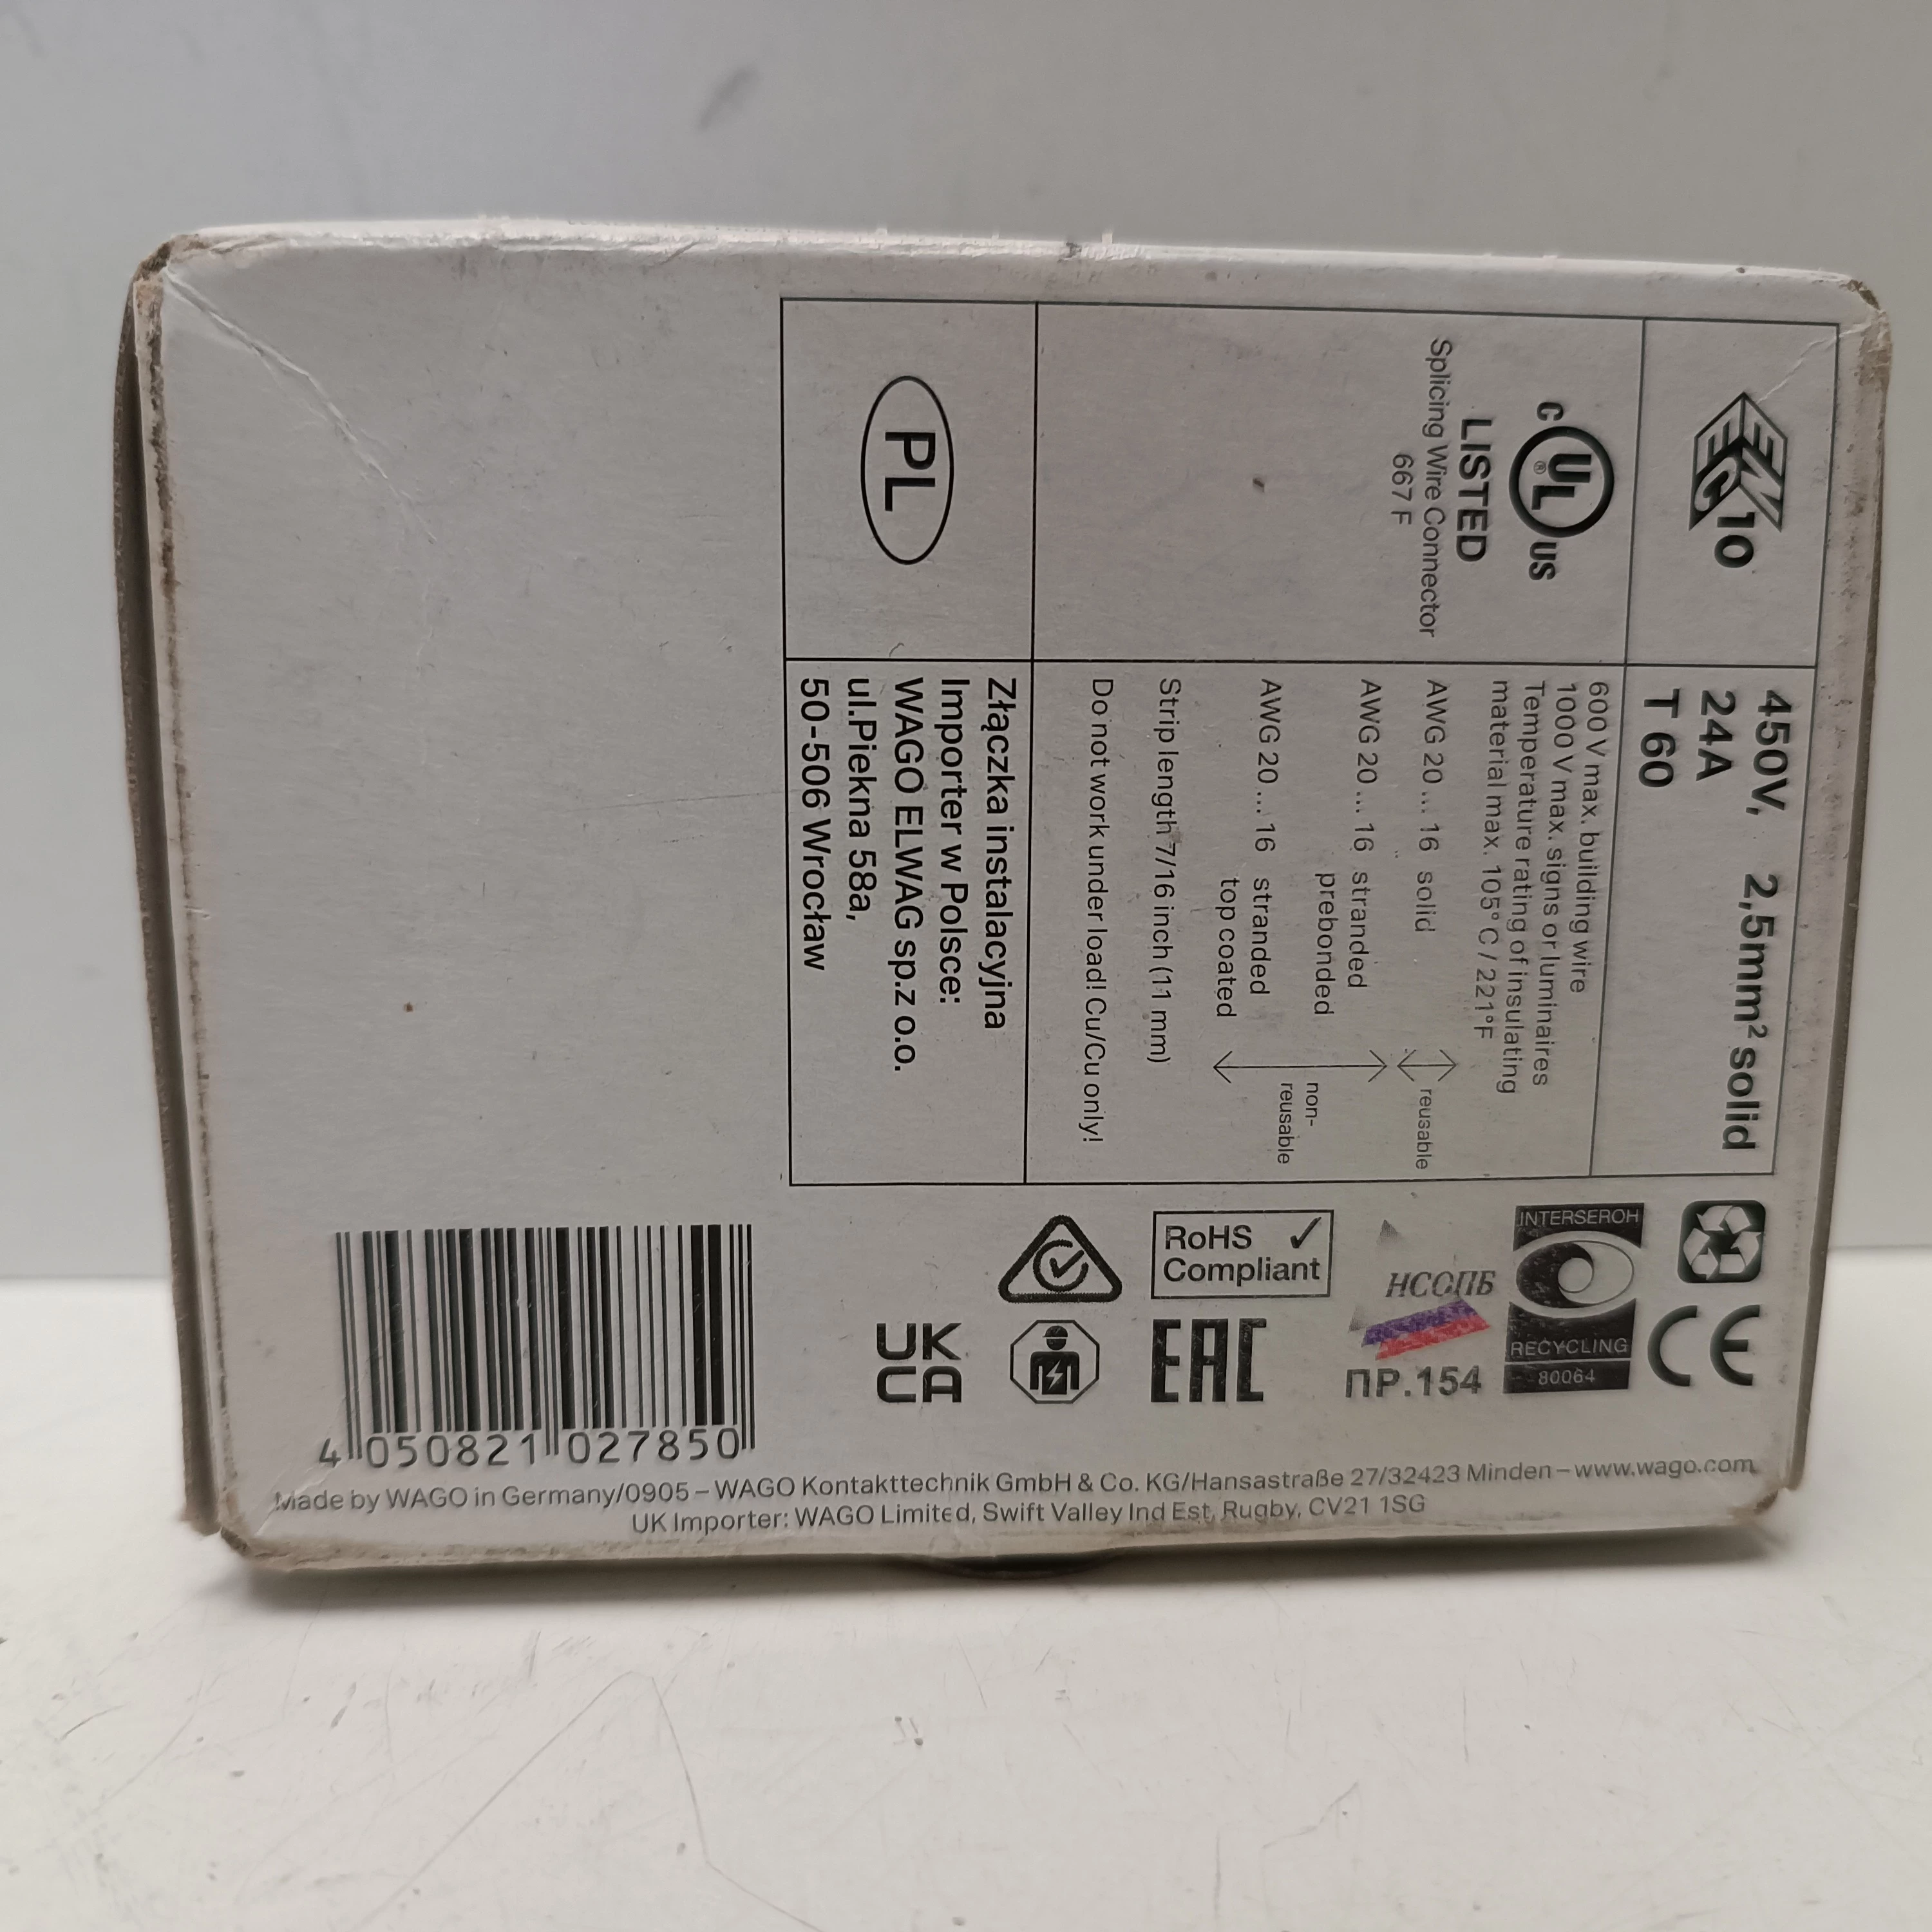 ENEC 10
450V, 2,5mm² solid
24A
T 60
c UL® US
LISTED
Splicing Wire Connector
667 F
600 V max. building wire
1000 V max. signs or luminaires
Temperature rating of insulating
material max. 105° C / 221°F
AWG 20 ... 16 solid
reusable
AWG 20 ... 16 stranded
prebonded
non-
reusable
AWG 20 ... 16 stranded
top coated
Strip length 7/16 inch (11 mm)
Do not work under load! Cu/Cu only!
PL
Złączka instalacyjna
Importer w Polsce:
WAGO ELWAG sp.z o.o.
ul.Piekna 58a,
50-506 Wrocław
INTERSEROH
RECYCLING
80064
CE
НССПБ
ПР.154
RoHS ✓
Compliant
EAC
UK
CA
4 050821 027850
Made by WAGO in Germany/0905 – WAGO Kontakttechnik GmbH & Co. KG/Hansastraße 27/32423 Minden – www.wago.com
UK Importer: WAGO Limited, Swift Valley Ind Est, Rugby, CV21 1SG